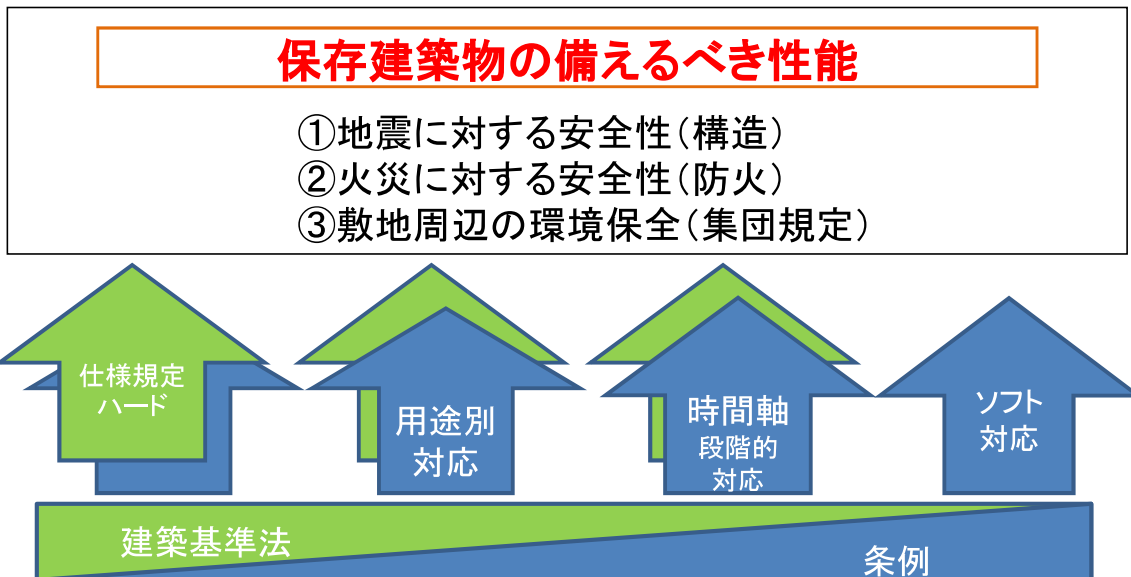 保存建築物の備えるべき性能
①地震に対する安全性（構造）
②火災に対する安全性（防火）
③敷地周辺の環境保全（集団規定）
仕様規定
ハード
用途別
対応
時間軸
段階的
対応
ソフト
対応
建築基準法
条例